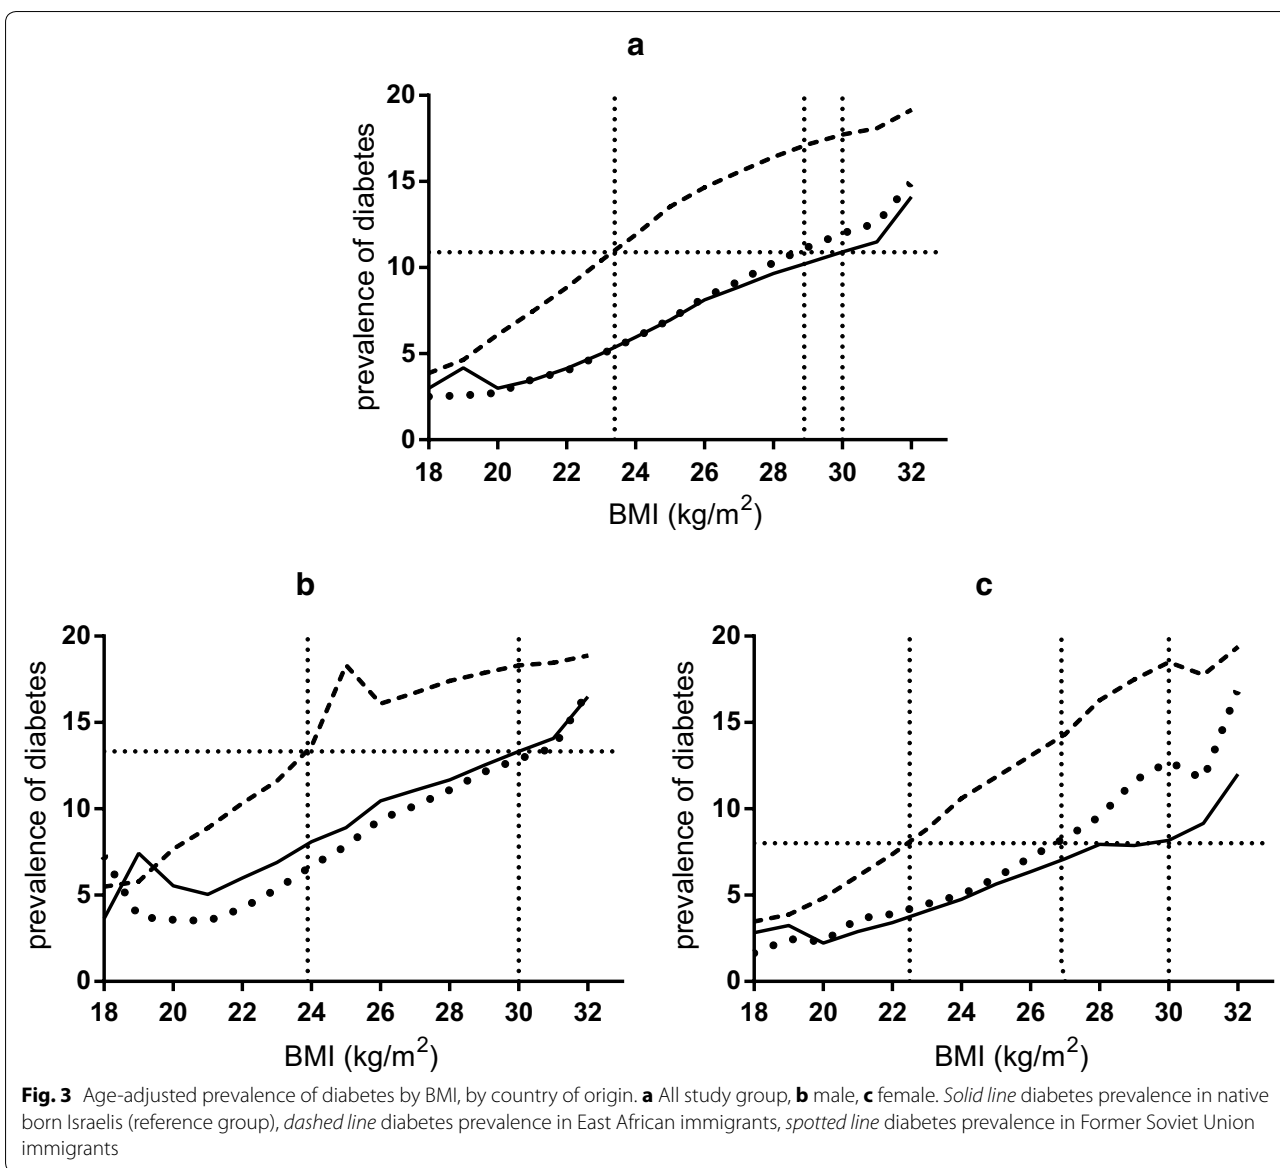 a
20
15
10
5
0
prevalence of diabetes
18 20 22 24 26 28 30 32
BMI (kg/m²)
b
20
15
10
5
0
prevalence of diabetes
18 20 22 24 26 28 30 32
BMI (kg/m²)
c
20
15
10
5
0
prevalence of diabetes
18 20 22 24 26 28 30 32
BMI (kg/m²)
Fig. 3 Age-adjusted prevalence of diabetes by BMI, by country of origin. a All study group, b male, c female. Solid line diabetes prevalence in native
born Israelis (reference group), dashed line diabetes prevalence in East African immigrants, spotted line diabetes prevalence in Former Soviet Union
immigrants